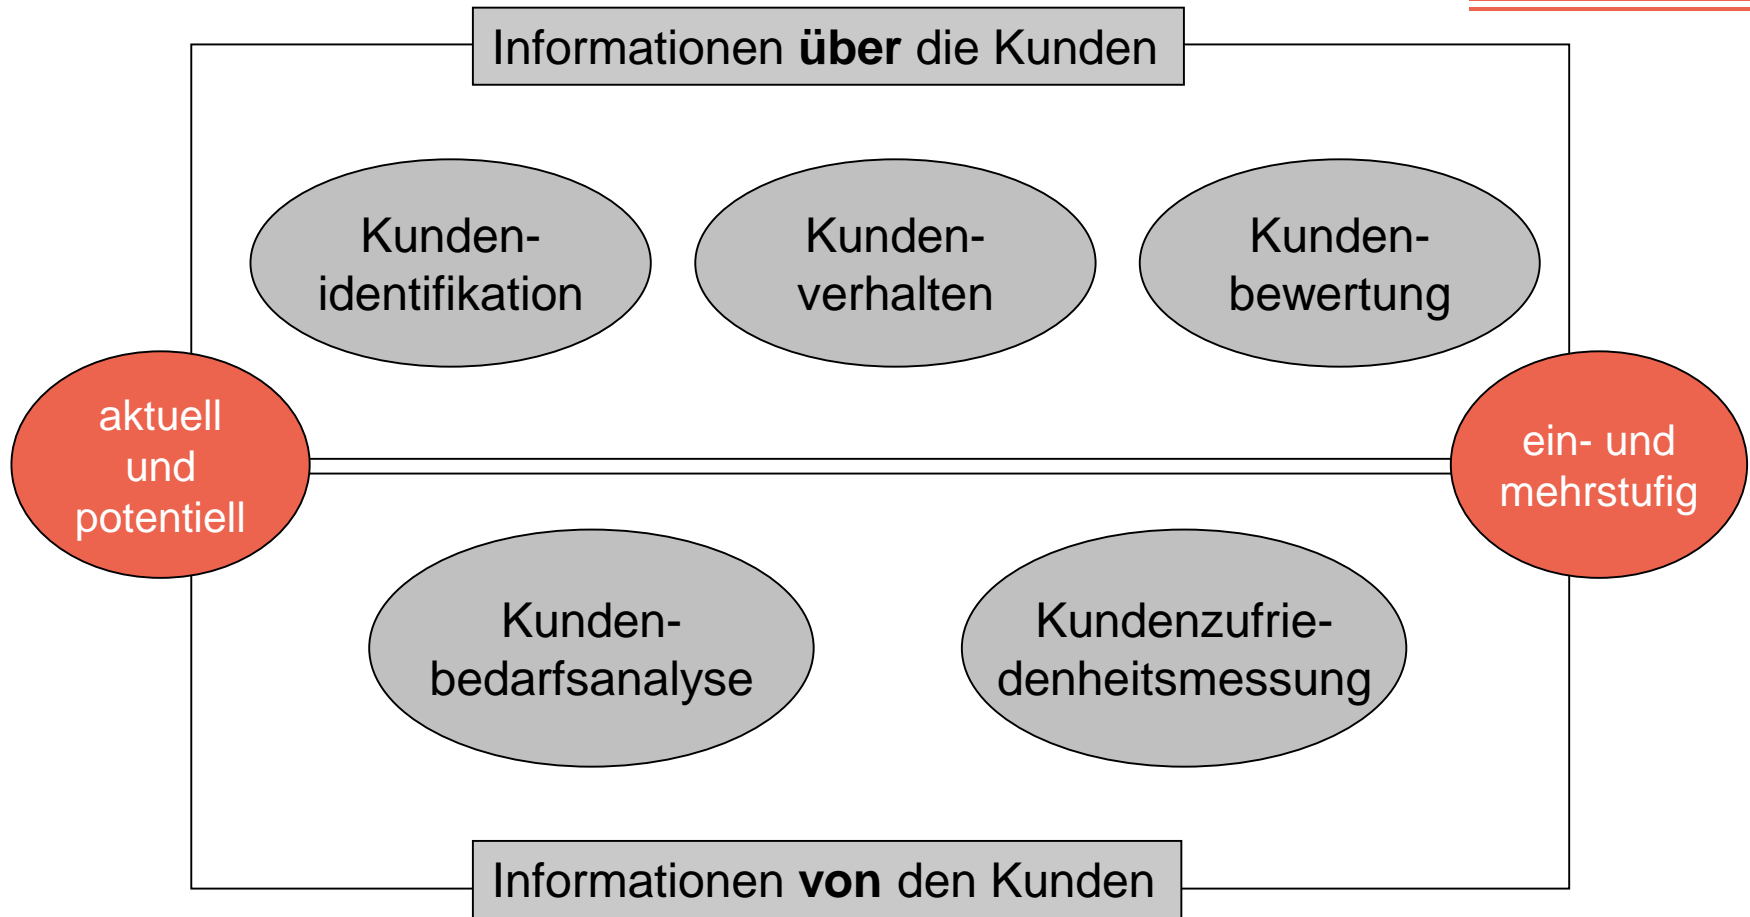 Informationen über die Kunden
Kunden-
identifikation
Kunden-
verhalten
Kunden-
bewertung
aktuell
und
potentiell
ein- und
mehrstufig
Kunden-
bedarfsanalyse
Kundenzufrie-
denheitsmessung
Informationen von den Kunden